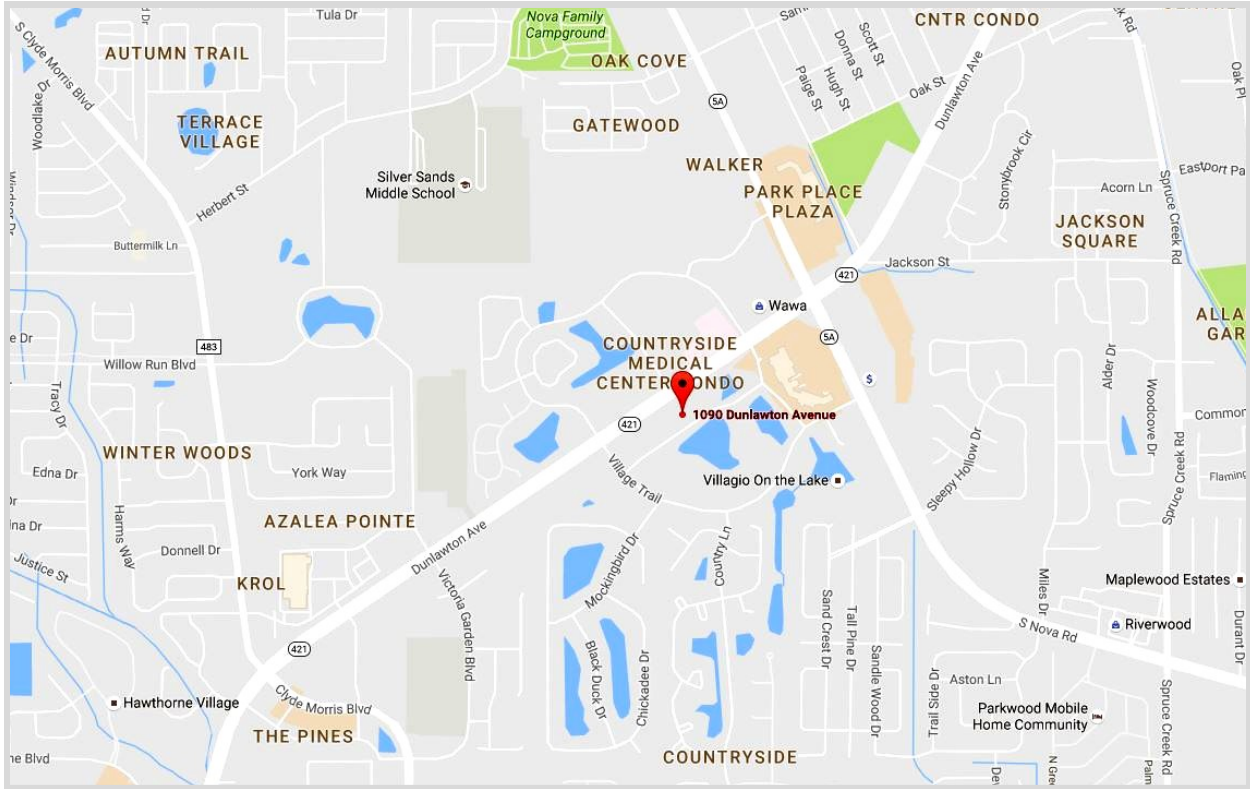 Nova Family
Campground
CNTR CONDO
Tula Dr
S Clyde Morris Blvd
AUTUMN TRAIL
OAK COVE
Scott St
Donna St
Hugh St
Paige St
Oak St
Dunlawton Ave
Oak Pl
Woodlake Dr
5A
TERRACE
VILLAGE
GATEWOOD
Silver Sands
Middle School
WALKER
PARK PLACE
PLAZA
Stonybrook Cir
Eastport Pa
Acorn Ln
Spruce Creek Rd
Herbert St
JACKSON
SQUARE
Buttermilk Ln
Jackson St
421
Wawa
5A
ALLA
GAR
483
Willow Run Blvd
COUNTRYSIDE
MEDICAL
CENTER CONDO
$
Alder Dr
Tracy Dr
421
1090 Dunlawton Avenue
Woodcove Dr
Common
WINTER WOODS
Edna Dr
York Way
Village Trail
Villagio On the Lake
Sleepy Hollow Dr
Spruce Creek Rd
Flaming
AZALEA POINTE
Harms Way
Donnell Dr
Dunlawton Ave
Justice St
KROL
Mockingbird Dr
Country Ln
Victoria Garden Blvd
Sand Crest Dr
Tall Pine Dr
Sandle Wood Dr
Miles Dr
Maplewood Estates
Riverwood
S Nova Rd
Durant Dr
421
Black Duck Dr
Chickadee Dr
Trail Side Dr
Aston Ln
Hawthorne Village
Clyde Morris Blvd
THE PINES
Parkwood Mobile
Home Community
Spruce Creek Rd
COUNTRYSIDE
ne Blvd
N Gree
Palm